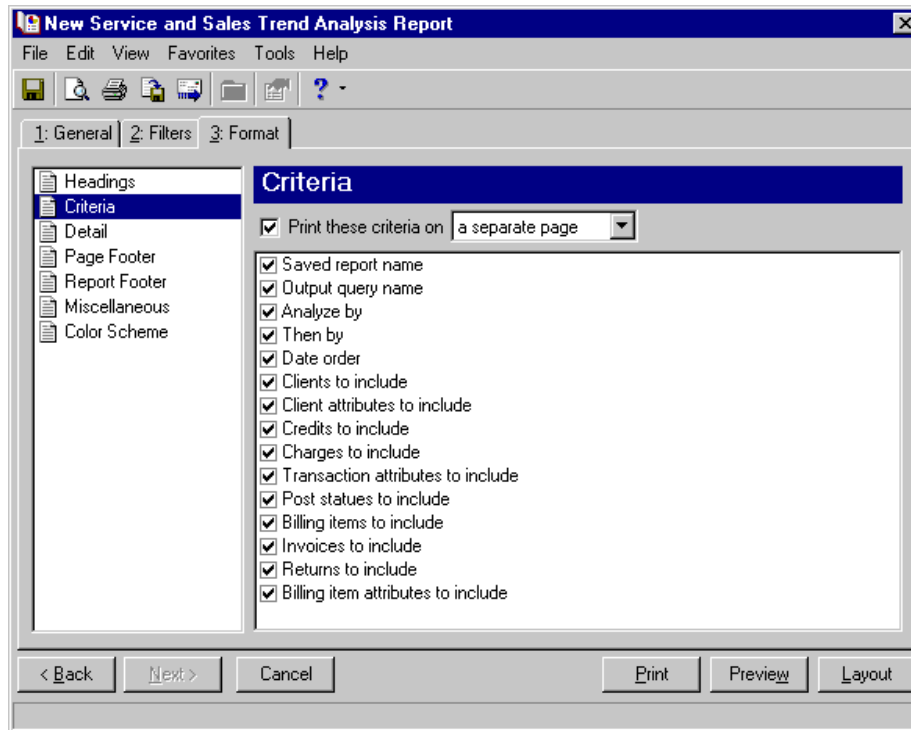 New Service and Sales Trend Analysis Report
File Edit View Favorites Tools Help
1: General 2: Filters 3: Format
Headings
Criteria
Detail
Page Footer
Report Footer
Miscellaneous
Color Scheme
Criteria
Print these criteria on a separate page
Saved report name
Output query name
Analyze by
Then by
Date order
Clients to include
Client attributes to include
Credits to include
Charges to include
Transaction attributes to include
Post statues to include
Billing items to include
Invoices to include
Returns to include
Billing item attributes to include
< Back Next > Cancel Print Preview Layout